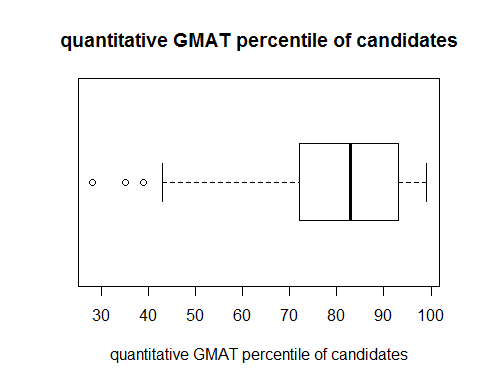 quantitative GMAT percentile of candidates
30 40 50 60 70 80 90 100
quantitative GMAT percentile of candidates